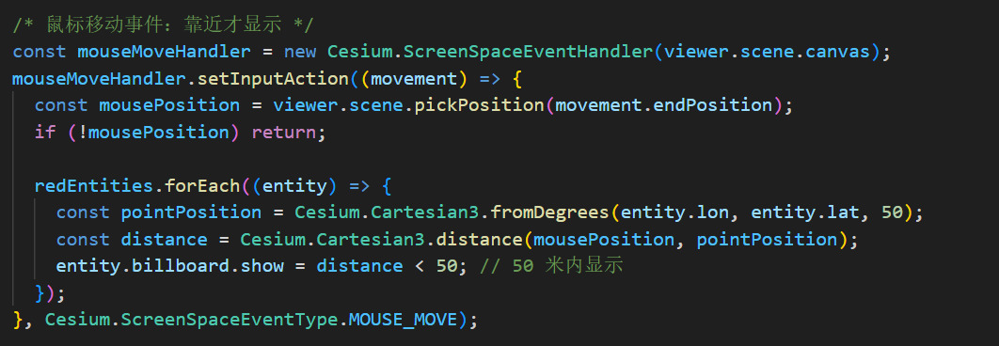 /* 鼠标移动事件：靠近才显示 */
const mouseMoveHandler = new Cesium.ScreenSpaceEventHandler(viewer.scene.canvas);
mouseMoveHandler.setInputAction((movement) => {
  const mousePosition = viewer.scene.pickPosition(movement.endPosition);
  if (!mousePosition) return;
  redEntities.forEach((entity) => {
    const pointPosition = Cesium.Cartesian3.fromDegrees(entity.lon, entity.lat, 50);
    const distance = Cesium.Cartesian3.distance(mousePosition, pointPosition);
    entity.billboard.show = distance < 50; // 50 米内显示
  });
}, Cesium.ScreenSpaceEventType.MOUSE_MOVE);